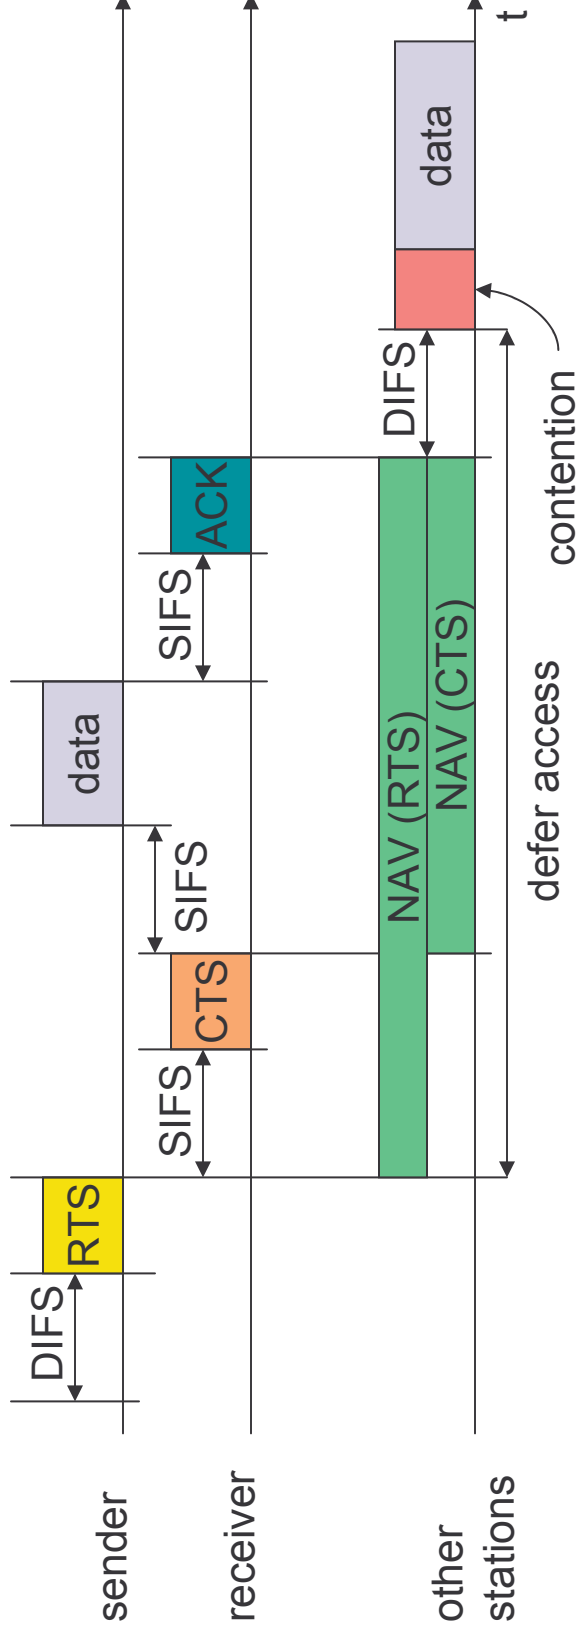 sender
DIFS
RTS
SIFS
data
receiver
SIFS
CTS
SIFS
ACK
other
stations
NAV (RTS)
NAV (CTS)
DIFS
data
t
defer access
contention